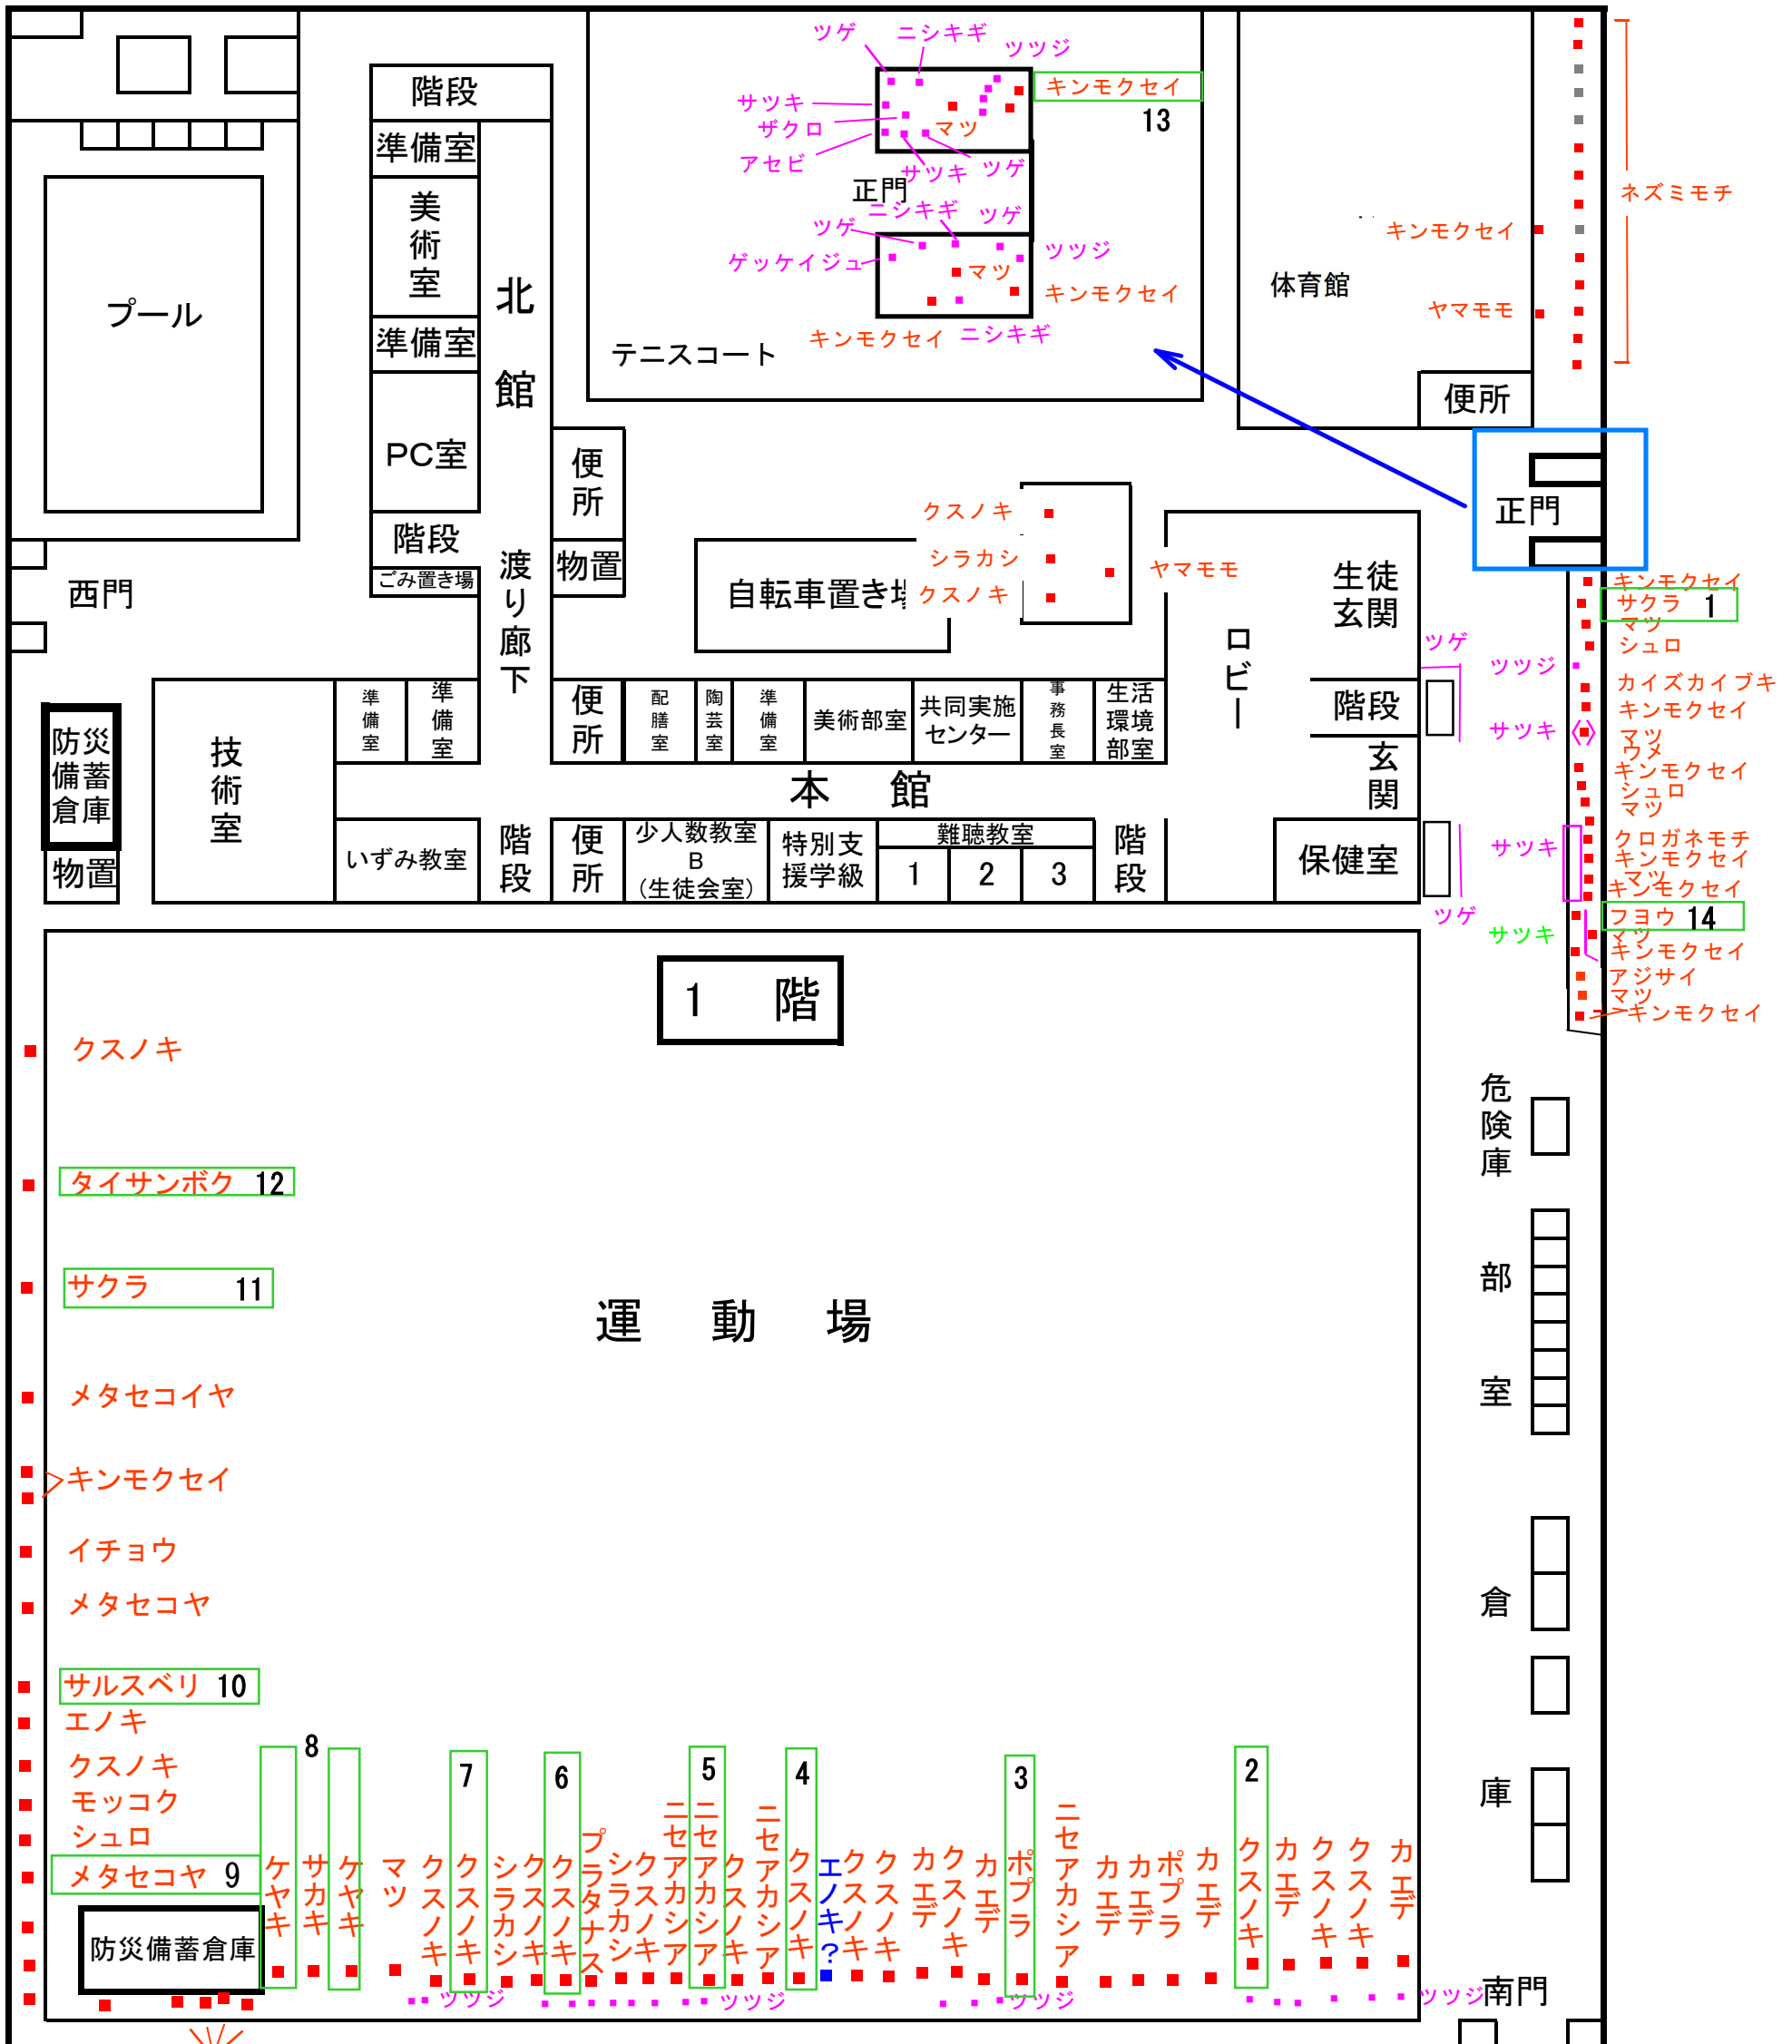 ツゲ
ニシキギ
ツツジ
キンモクセイ
13
サツキ
ザクロ
アセビ
マツ
サツキ
ツゲ
正門
ニシキギ
ツゲ
ツゲ
ゲッケイジュ
マツ
ツツジ
キンモクセイ
キンモクセイ
ニシキギ
テニスコート
階段
準備室
美術室
準備室
PC室
階段
ごみ置き場
北館
渡り廊下
プール
西門
便所
物置
体育館
キンモクセイ
ヤマモモ
ネズミモチ
便所
正門
クスノキ
シラカシ
クスノキ
ヤマモモ
自転車置き場
ロビー
生徒玄関
階段
玄関
防災備蓄倉庫
物置
技術室
準備室
準備室
便所
配膳室
陶芸室
準備室
美術部室
共同実施センター
事務長室
生活環境部室
本館
いずみ教室
階段
便所
少人数教室
B
(生徒会室)
特別支援学級
難聴教室
1
2
3
階段
保健室
ツゲ
ツツジ
サツキ
サツキ
ツゲ
サツキ
キンモクセイ
サクラ 1
マツ
シュロ
カイズカイブキ
キンモクセイ
マツ
ウメ
キンモクセイ
シュロ
マツ
クロガネモチ
キンモクセイ
マツ
キンモクセイ
フヨウ 14
マツ
キンモクセイ
アジサイ
マツ
キンモクセイ
1 階
運動場
危険庫
部室
倉庫
クスノキ
タイサンボク 12
サクラ 11
メタセコイヤ
キンモクセイ
イチョウ
メタセコヤ
サルスベリ 10
エノキ
クスノキ
モッコク
シュロ
メタセコヤ 9
防災備蓄倉庫
8
ケヤキ
サカキ
ケヤキ
マツ
クスノキ
7
クスノキ
シラカシ
クスノキ
6
クスノキ
プラタナス
シラカシ
クスノキ
ニセアカシア
5
ニセアカシア
クスノキ
ニセアカシア
4
クスノキ
エノキ?
クスノキ
クスノキ
カエデ
クスノキ
カエデ
3
ポプラ
ニセアカシア
カエデ
カエデ
ポプラ
カエデ
2
クスノキ
カエデ
クスノキ
クスノキ
カエデ
ツツジ
ツツジ
ツツジ
ツツジ
南門